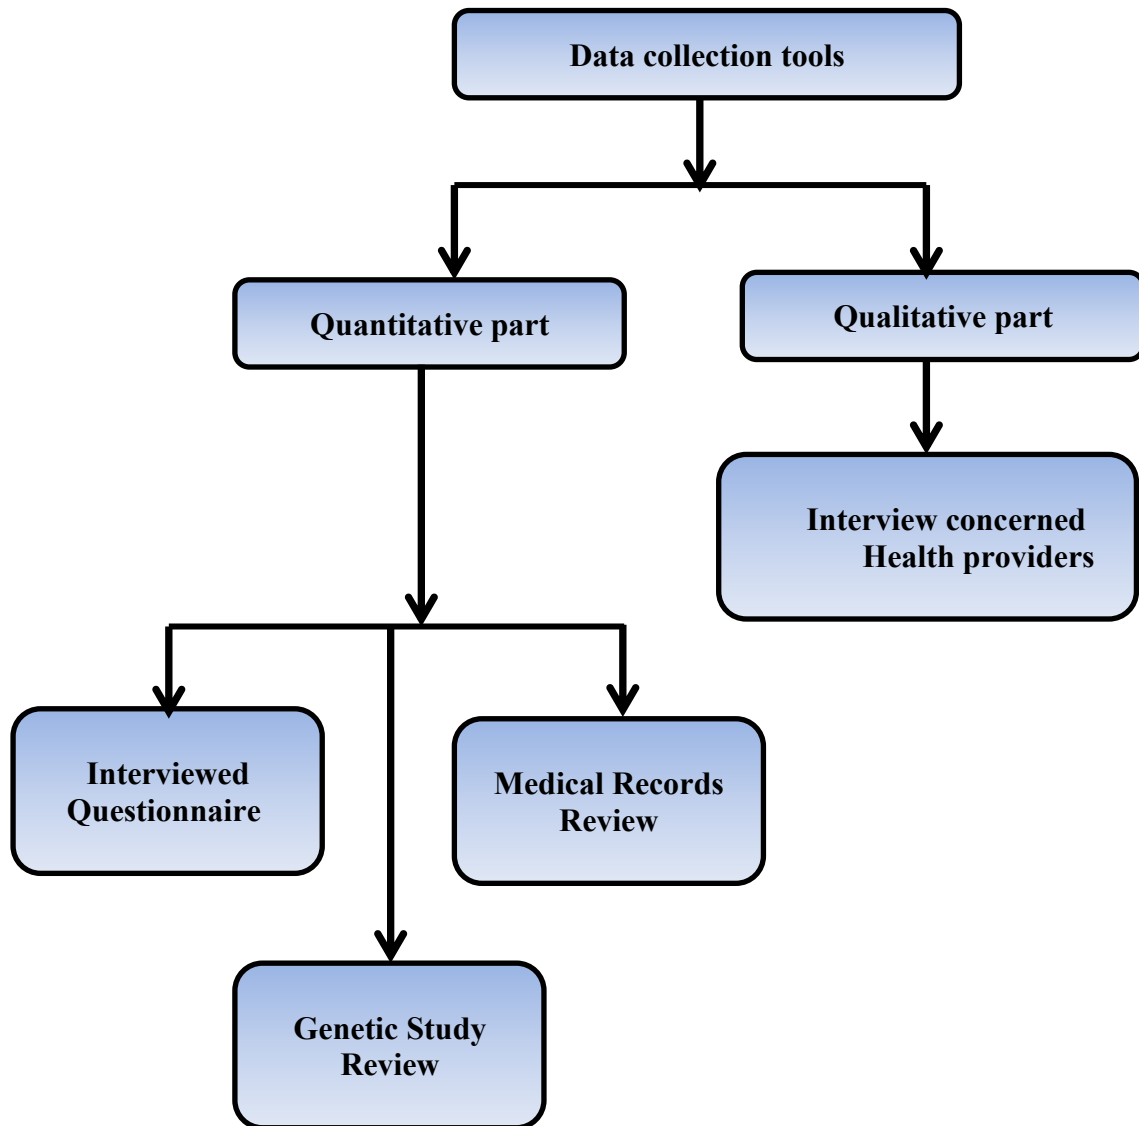 Data collection tools
Quantitative part
Qualitative part
Interview concerned
Health providers
Interviewed
Questionnaire
Medical Records
Review
Genetic Study
Review